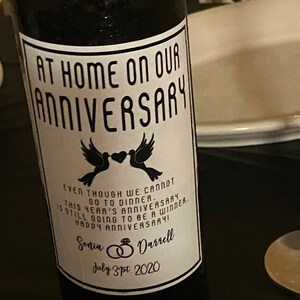 AT HOME ON OUR
ANNIVERSARY
EVEN THOUGH WE CANNOT
GO TO DINNER,
THIS YEAR'S ANNIVERSARY
IS STILL GOING TO BE A WINNER.
HAPPY ANNIVERSARY!
Sonia Darrell
July 31st 2020